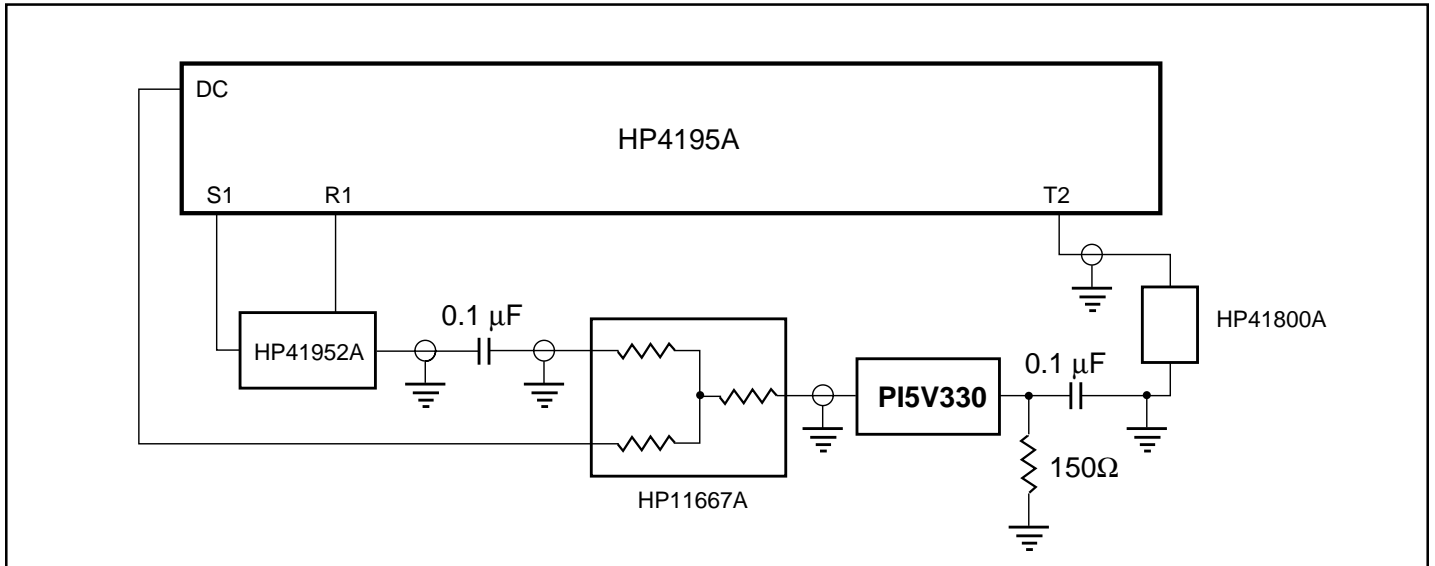 DC
HP4195A
S1
R1
T2
0.1 μF
HP41952A
HP41800A
0.1 μF
PI5V330
150Ω
HP11667A